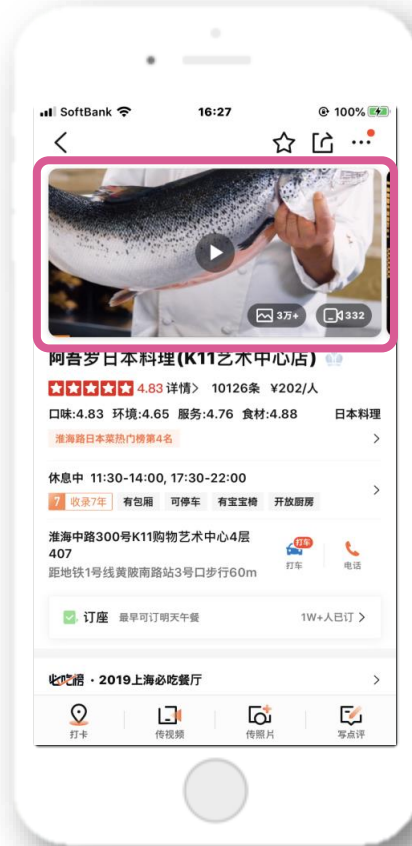 SoftBank 16:27 100%
3万+ 332
阿吾罗日本料理(K11艺术中心店)
4.83 详情> 10126条 ¥202/人
口味:4.83 环境:4.65 服务:4.76 食材:4.88 日本料理
淮海路日本菜热门榜第4名
休息中 11:30-14:00, 17:30-22:00
7 收录7年 有包厢 可停车 有宝宝椅 开放厨房
淮海中路300号K11购物艺术中心4层
407
打车
距地铁1号线黄陂南路站3号口步行60m
打车 电话
订座 最早可订明天午餐 1W+人已订
必吃榜 · 2019上海必吃餐厅
打卡 传视频 传照片 写点评